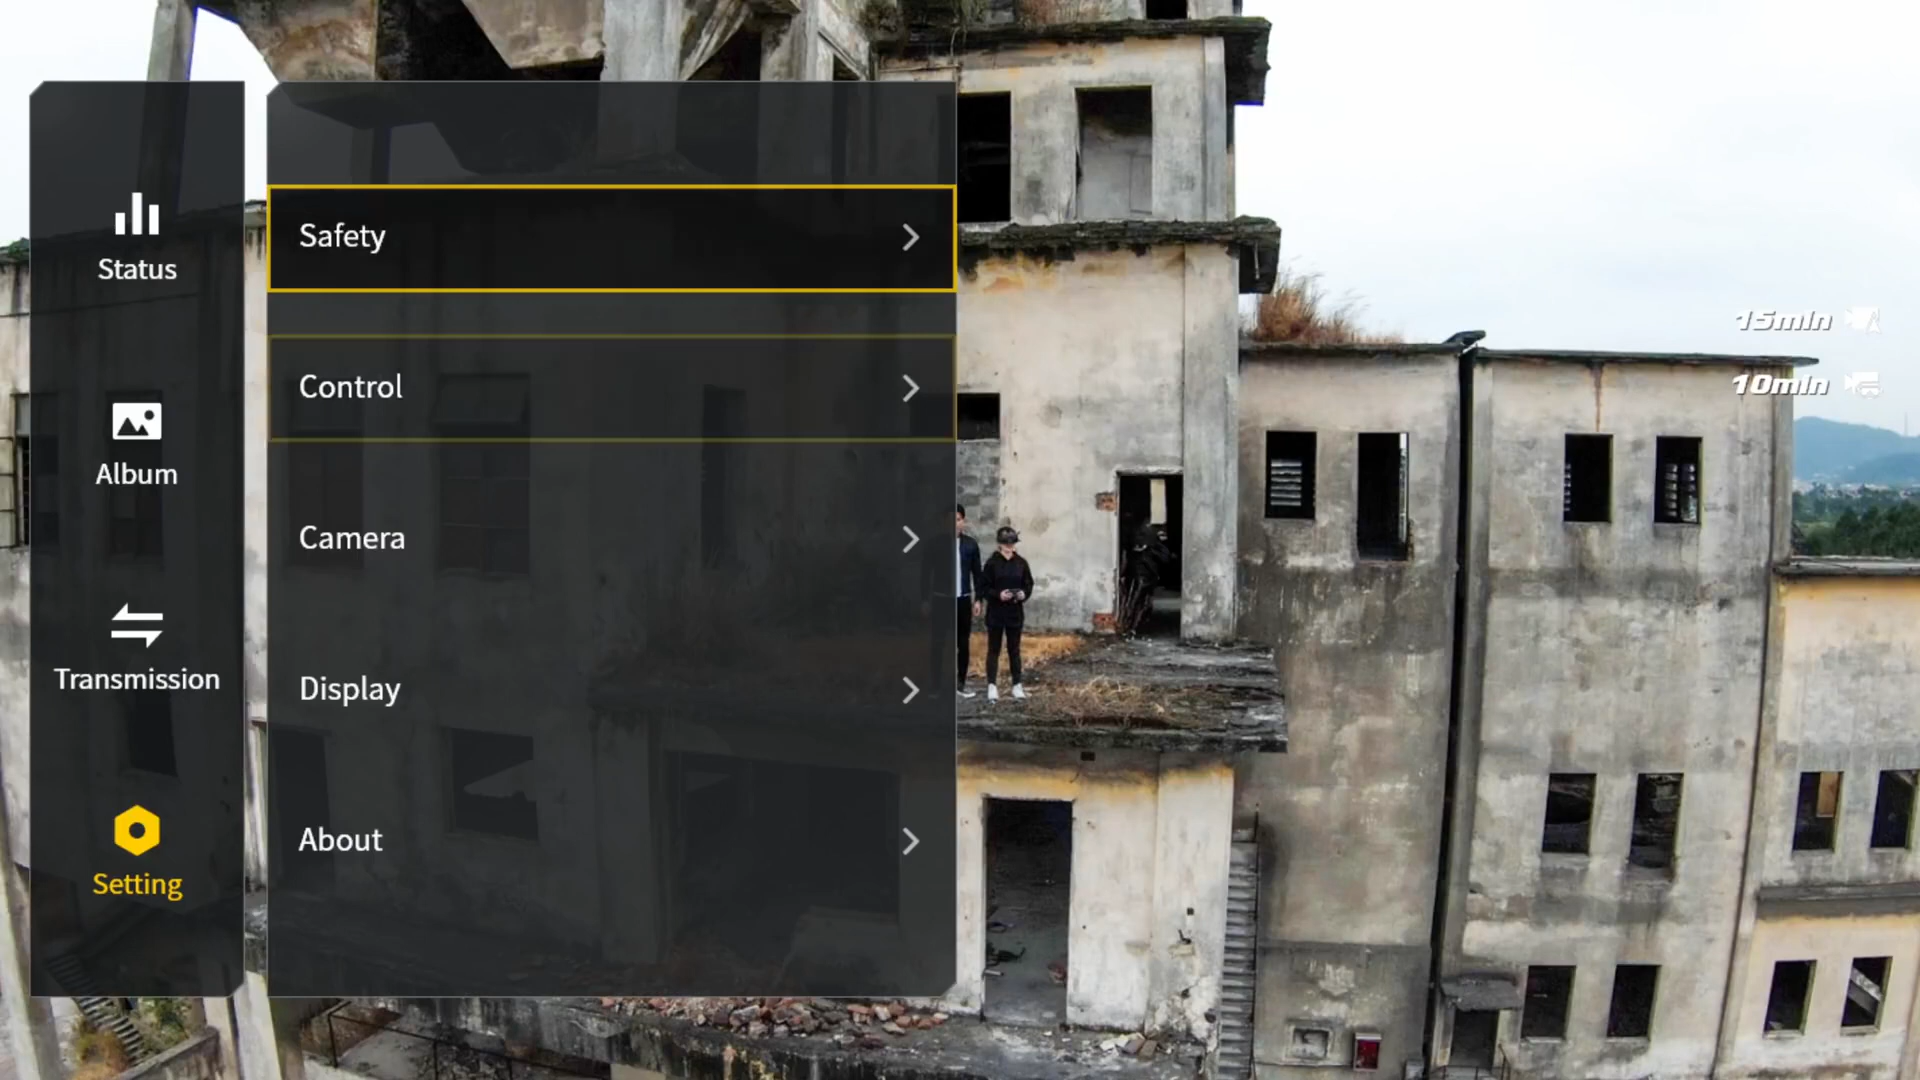 Status
Album
Transmission
Setting
Safety
Control
Camera
Display
About
15min
10min